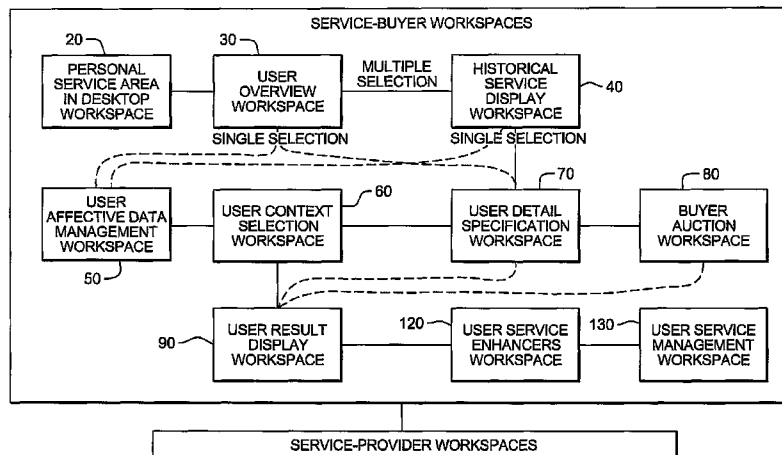 SERVICE-BUYER WORKSPACES
20
30
40
PERSONAL
SERVICE AREA
IN DESKTOP
WORKSPACE
USER
OVERVIEW
WORKSPACE
MULTIPLE
SELECTION
HISTORICAL
SERVICE
DISPLAY
WORKSPACE
SINGLE SELECTION
SINGLE SELECTION
60
70
80
USER
AFFECTIVE DATA
MANAGEMENT
WORKSPACE
50
USER CONTEXT
SELECTION
WORKSPACE
USER DETAIL
SPECIFICATION
WORKSPACE
BUYER
AUCTION
WORKSPACE
90
USER RESULT
DISPLAY
WORKSPACE
120
USER SERVICE
ENHANCERS
WORKSPACE
130
USER SERVICE
MANAGEMENT
WORKSPACE
SERVICE-PROVIDER WORKSPACES